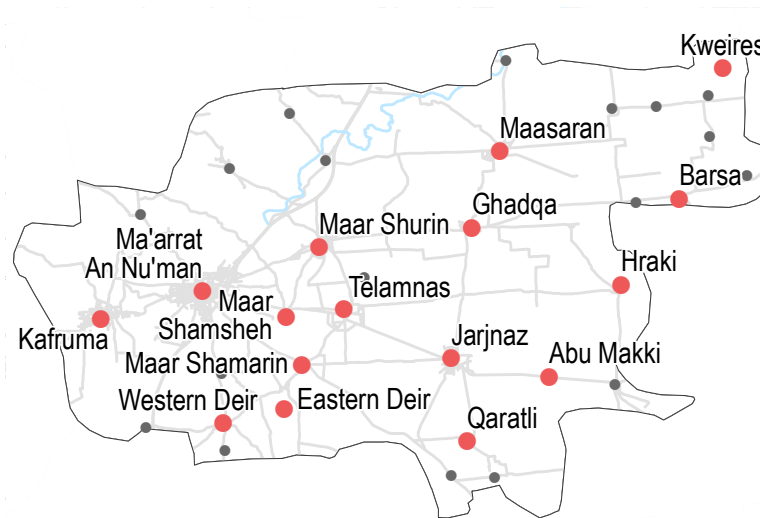 Kweires
Maasaran
Barsa
Ghadqa
Maar Shurin
Ma'arrat
An Nu'man
Hraki
Telamnas
Maar
Shamsheh
Kafruma
Jarjnaz
Abu Makki
Maar Shamarin
Western Deir
Eastern Deir
Qaratli